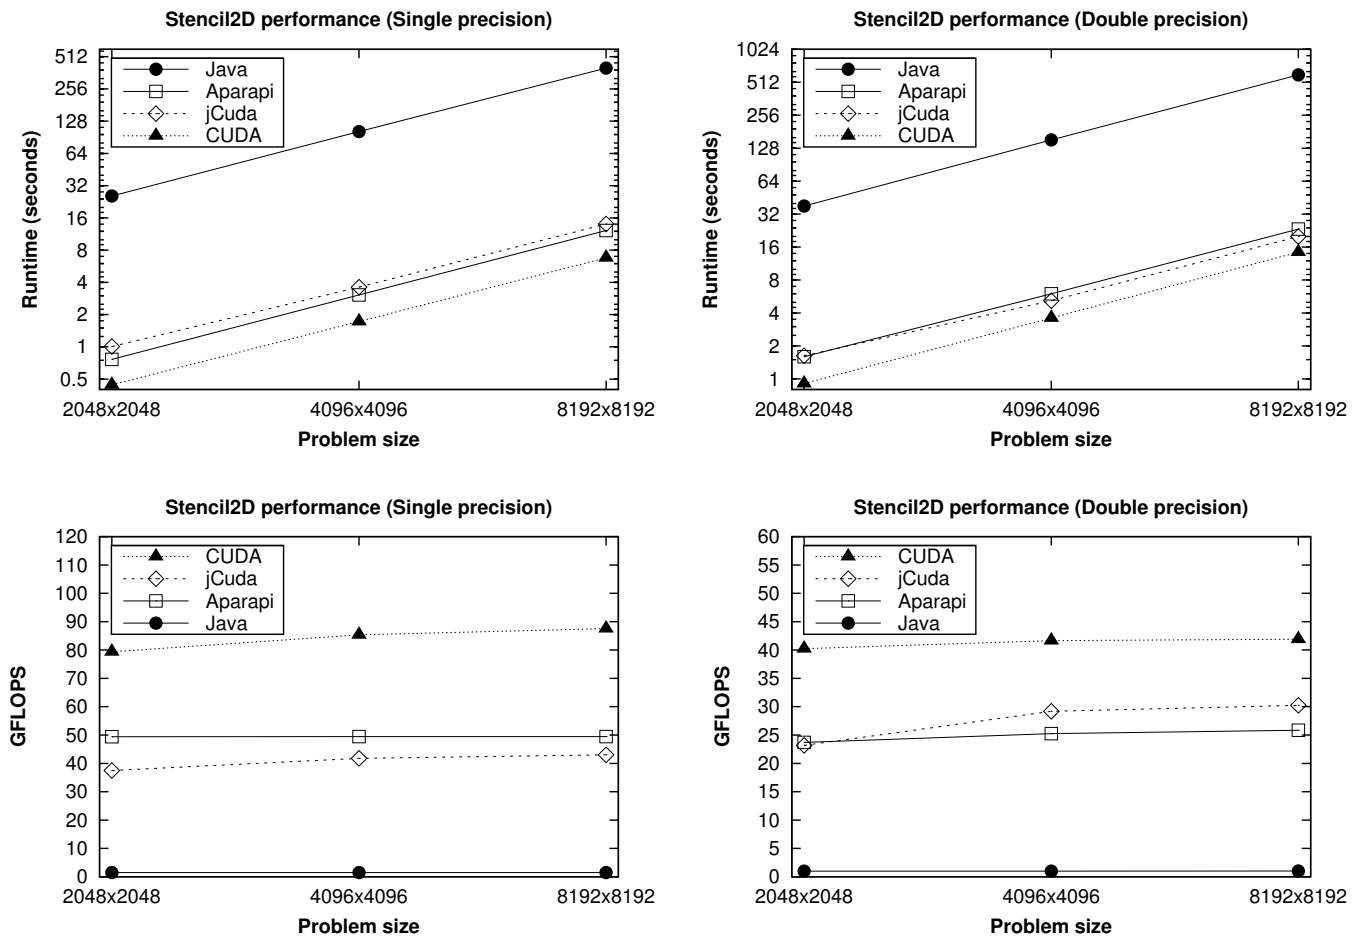 Stencil2D performance (Single precision)
Runtime (seconds)
512
256
128
64
32
16
8
4
2
1
0.5
Java
Aparapi
jCuda
CUDA
2048x2048 4096x4096 8192x8192
Problem size
Stencil2D performance (Double precision)
Runtime (seconds)
1024
512
256
128
64
32
16
8
4
2
1
Java
Aparapi
jCuda
CUDA
2048x2048 4096x4096 8192x8192
Problem size
Stencil2D performance (Single precision)
GFLOPS
120
110
100
90
80
70
60
50
40
30
20
10
0
CUDA
jCuda
Aparapi
Java
2048x2048 4096x4096 8192x8192
Problem size
Stencil2D performance (Double precision)
GFLOPS
60
55
50
45
40
35
30
25
20
15
10
5
0
CUDA
jCuda
Aparapi
Java
2048x2048 4096x4096 8192x8192
Problem size